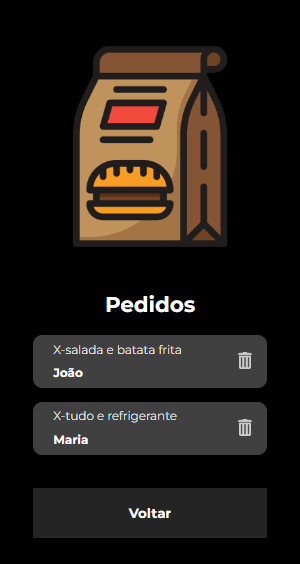 Pedidos
X-salada e batata frita
João
X-tudo e refrigerante
Maria
Voltar